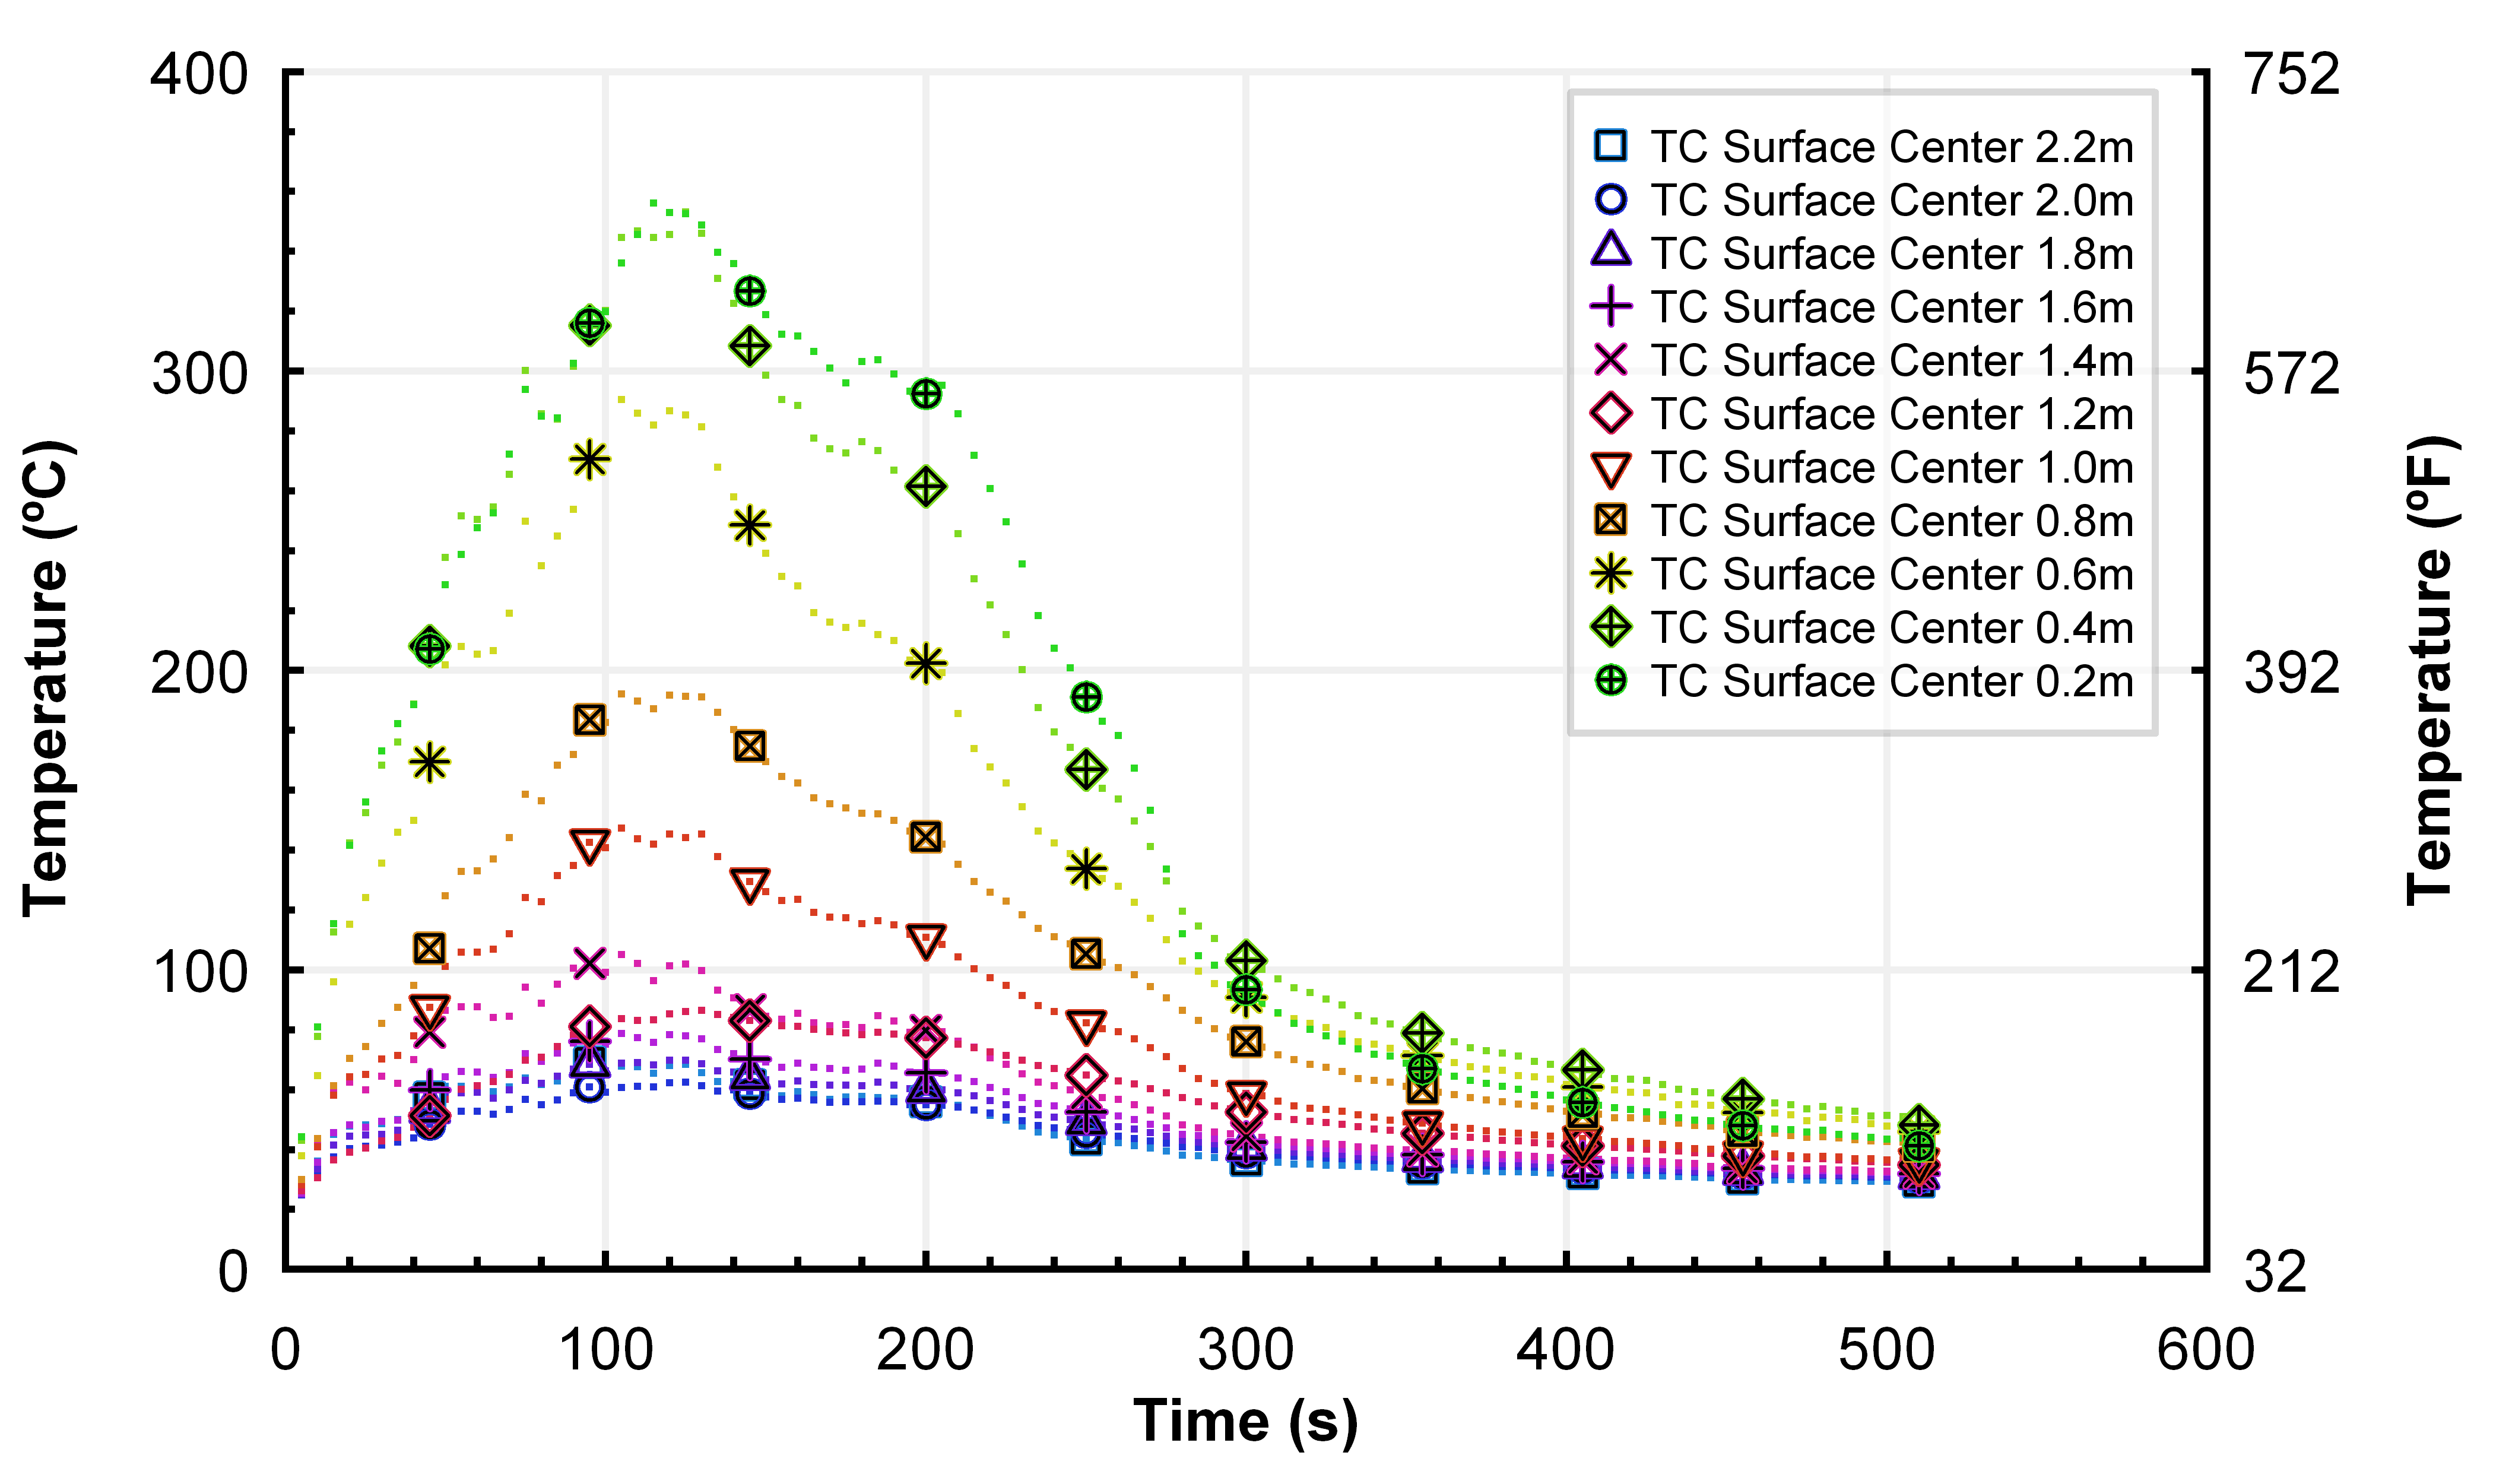 400
300
200
100
0
Temperature (ºC)
752
572
392
212
32
Temperature (ºF)
TC Surface Center 2.2m
TC Surface Center 2.0m
TC Surface Center 1.8m
TC Surface Center 1.6m
TC Surface Center 1.4m
TC Surface Center 1.2m
TC Surface Center 1.0m
TC Surface Center 0.8m
TC Surface Center 0.6m
TC Surface Center 0.4m
TC Surface Center 0.2m
0 100 200 300 400 500 600
Time (s)